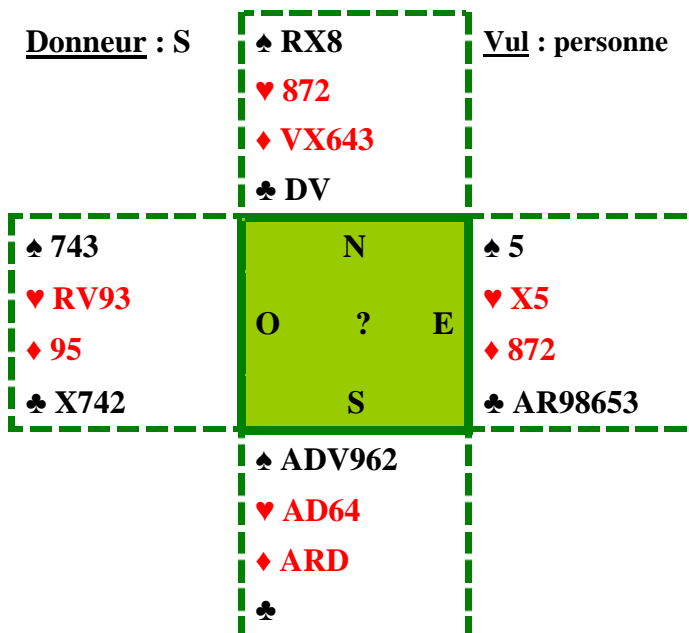 Donneur : S
♠ RX8
Vul : personne
♥ 872
♦ VX643
♣ DV
♠ 743
N
♠ 5
♥ RV93
♥ X5
O ? E
♦ 95
♦ 872
♣ X742
S
♣ AR98653
♠ ADV962
♥ AD64
♦ ARD
♣